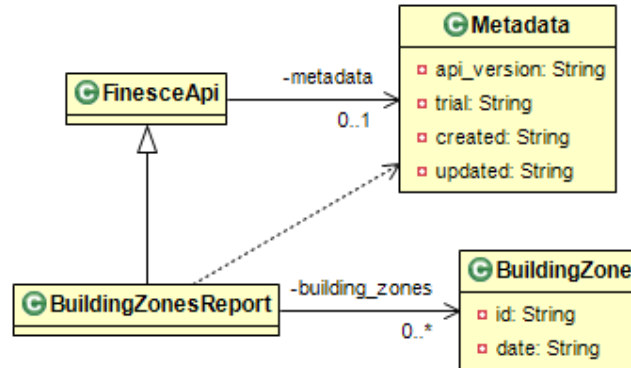 Metadata
api_version: String
trial: String
created: String
updated: String
FinesceApi
-metadata
0..1
BuildingZonesReport
-building_zones
0..*
BuildingZone
id: String
date: String